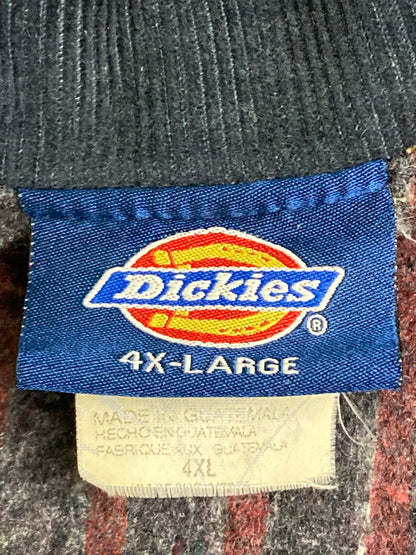 Dickies
®
4X-LARGE
MADE IN GUATEMALA
HECHO EN GUATEMALA
FABRIQUE AUX GUATEMALA
4XL